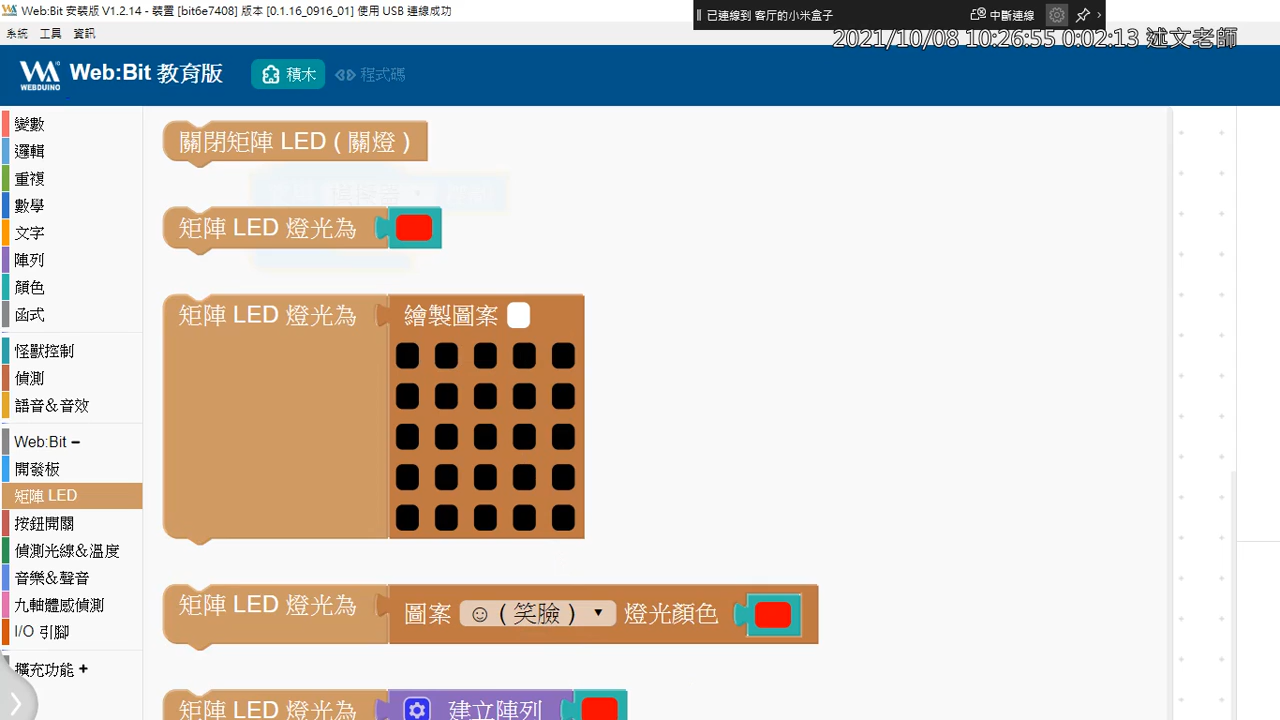 Web:Bit 安裝版 V1.2.14 - 裝置 [bit6e7408] 版本 [0.1.16_0916_01] 使用 USB 連線成功
已連線到 客厅的小米盒子
中斷連線
系統 工具 資訊
2021/10/08 10:26:55 0:02:13 述文老師
WEBDUINO
Web:Bit 教育版
積木
程式碼
變數
邏輯
重複
數學
文字
陣列
顏色
函式
怪獸控制
偵測
語音&音效
Web:Bit −
開發板
矩陣 LED
按鈕開關
偵測光線&溫度
音樂&聲音
九軸體感偵測
I/O 引腳
擴充功能 +
關閉矩陣 LED ( 關燈 )
矩陣 LED 燈光為
矩陣 LED 燈光為 繪製圖案
矩陣 LED 燈光為 圖案 ☺ ( 笑臉 ) ▼ 燈光顏色
矩陣 LED 燈光為 建立陣列